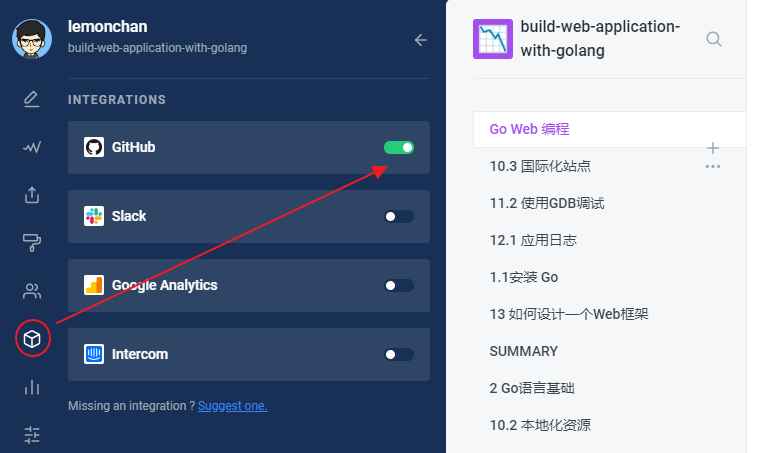 lemonchan
build-web-application-with-golang
INTEGRATIONS
GitHub
Slack
Google Analytics
Intercom
Missing an integration ? Suggest one.
build-web-application-
with-golang
Go Web 编程
10.3 国际化站点
11.2 使用GDB调试
12.1 应用日志
1.1安装 Go
13 如何设计一个Web框架
SUMMARY
2 Go语言基础
10.2 本地化资源